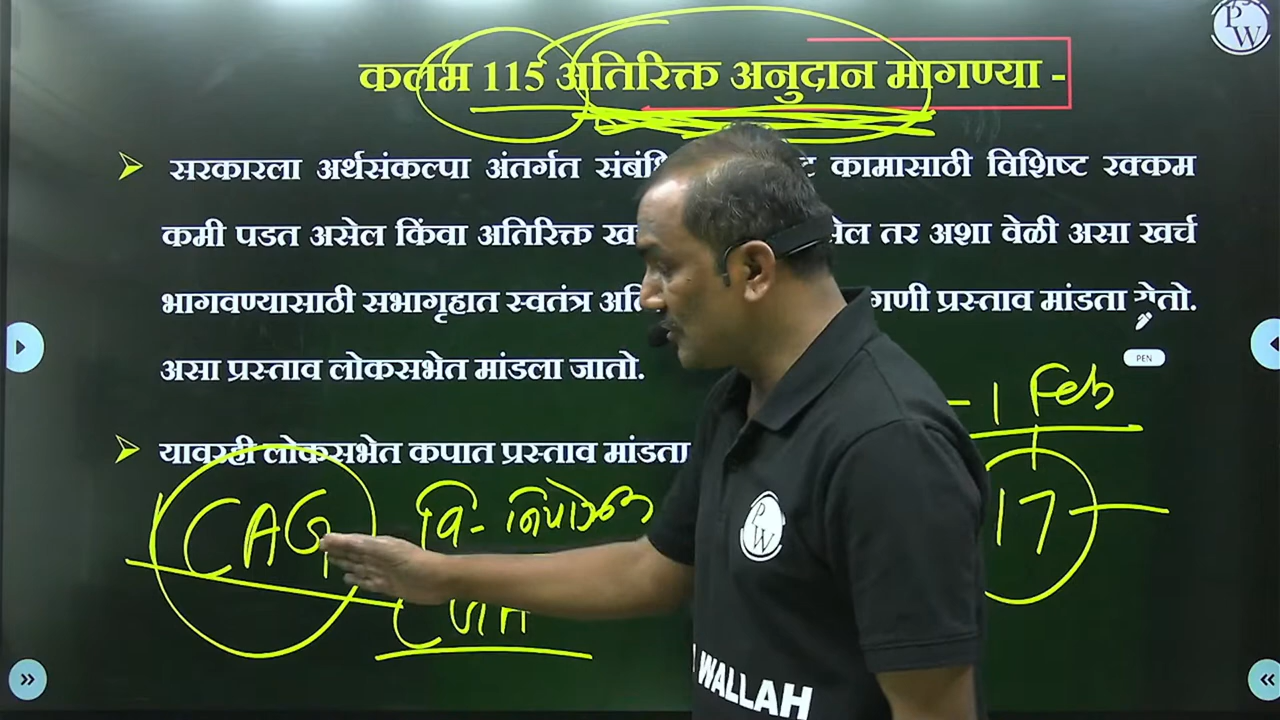 PW
कलम 115 अतिरिक्त अनुदान मागण्या -
सरकारला अर्थसंकल्पा अंतर्गत कामासाठी विशिष्ट रक्कम
कमी पडत असेल किंवा अतिरिक्त तर अशा वेळी असा खर्च
भागवण्यासाठी सभागृहात स्वतंत्र प्रस्ताव मांडता येतो.
PEN
असा प्रस्ताव लोकसभेत मांडला जातो.
- 1 Feb
यावरही लोकसभेत कपात प्रस्ताव मांडता
CAG
17
PW
WALLAH